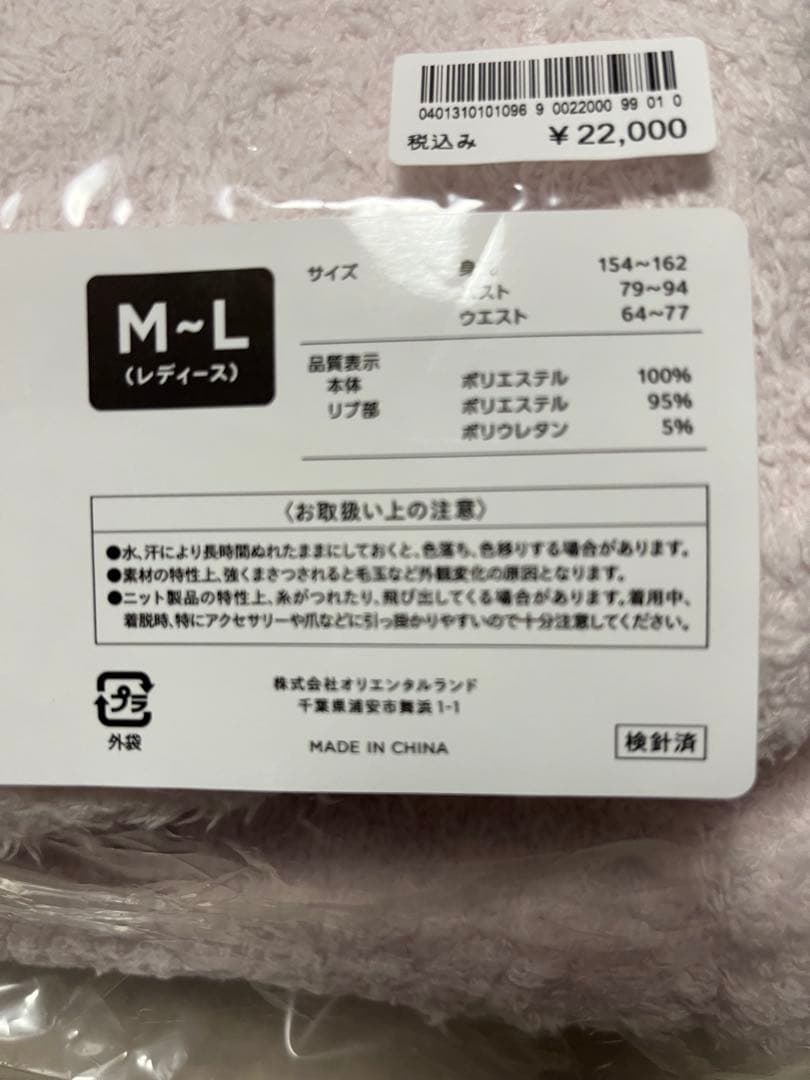 0401310101096 9 0022000 99 01 0
税込み ¥22,000
M~L
(レディース)
サイズ 身 154~162
スト 79~94
ウエスト 64~77
品質表示
本体 ポリエステル 100%
リブ部 ポリエステル 95%
ポリウレタン 5%
〈お取扱い上の注意〉
●水、汗により長時間ぬれたままにしておくと、色落ち、色移りする場合があります。
●素材の特性上、強くまさつされると毛玉など外観変化の原因となります。
●ニット製品の特性上、糸がつれたり、飛び出してくる場合があります。着用中、
着脱時、特にアクセサリーや爪などに引っ掛かりやすいので十分注意してください。
プラ
外袋
株式会社オリエンタルランド
千葉県浦安市舞浜1-1
MADE IN CHINA
検針済